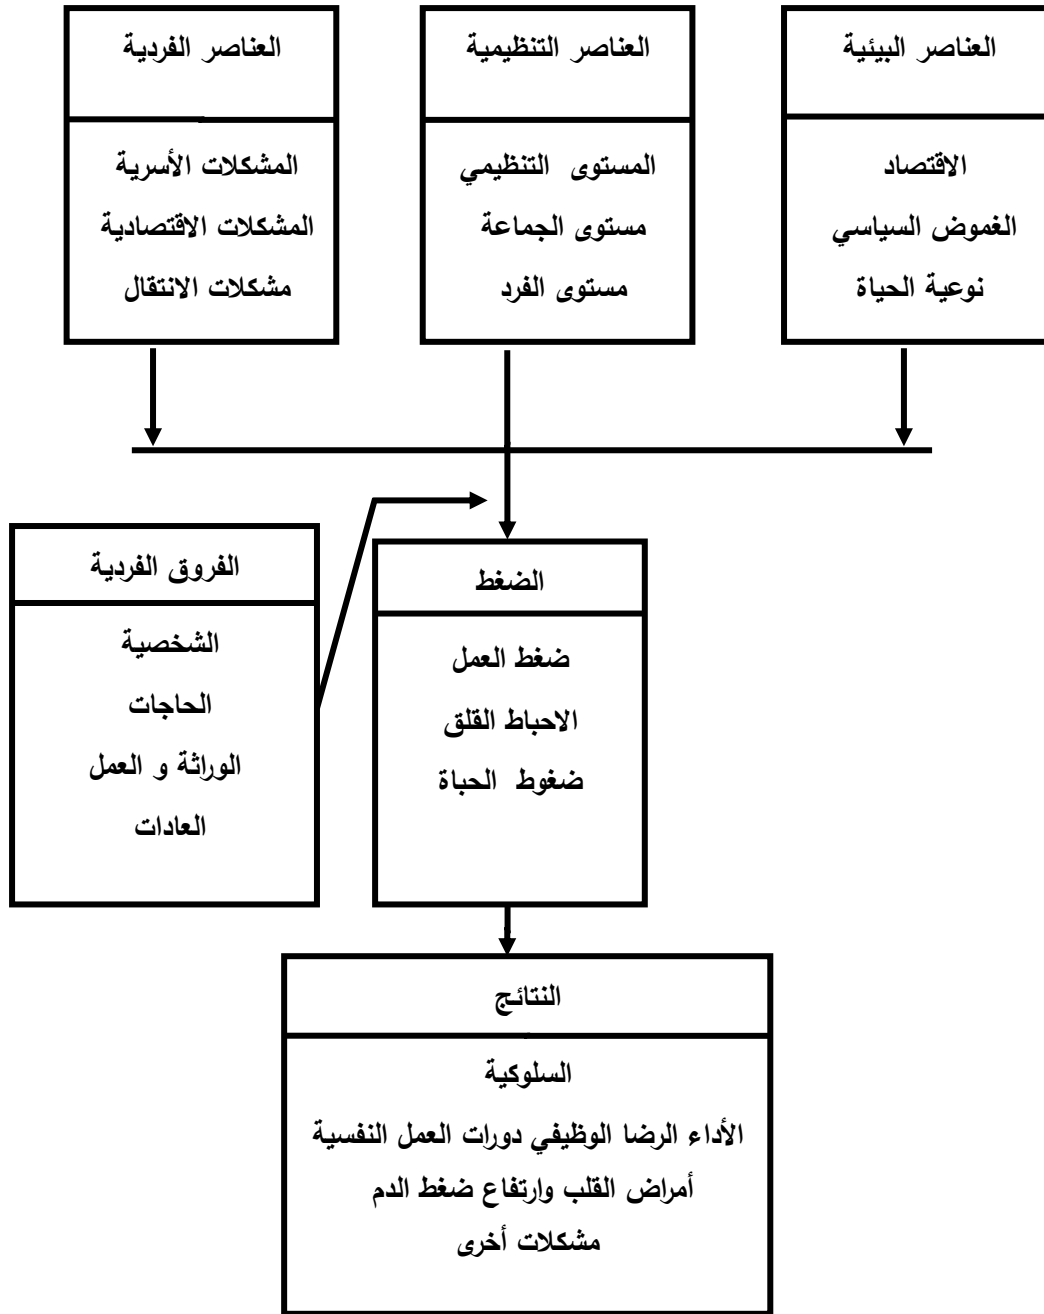 العناصر البيئية
الاقتصاد
الغموض السياسي
نوعية الحياة
العناصر التنظيمية
المستوى التنظيمي
مستوى الجماعة
مستوى الفرد
العناصر الفردية
المشكلات الأسرية
المشكلات الاقتصادية
مشكلات الانتقال
الضغط
ضغط العمل
الاحباط القلق
ضغوط الحباة
الفروق الفردية
الشخصية
الحاجات
الوراثة و العمل
العادات
النتائج
السلوكية
الأداء الرضا الوظيفي دورات العمل النفسية
أمراض القلب وارتفاع ضغط الدم
مشكلات أخرى